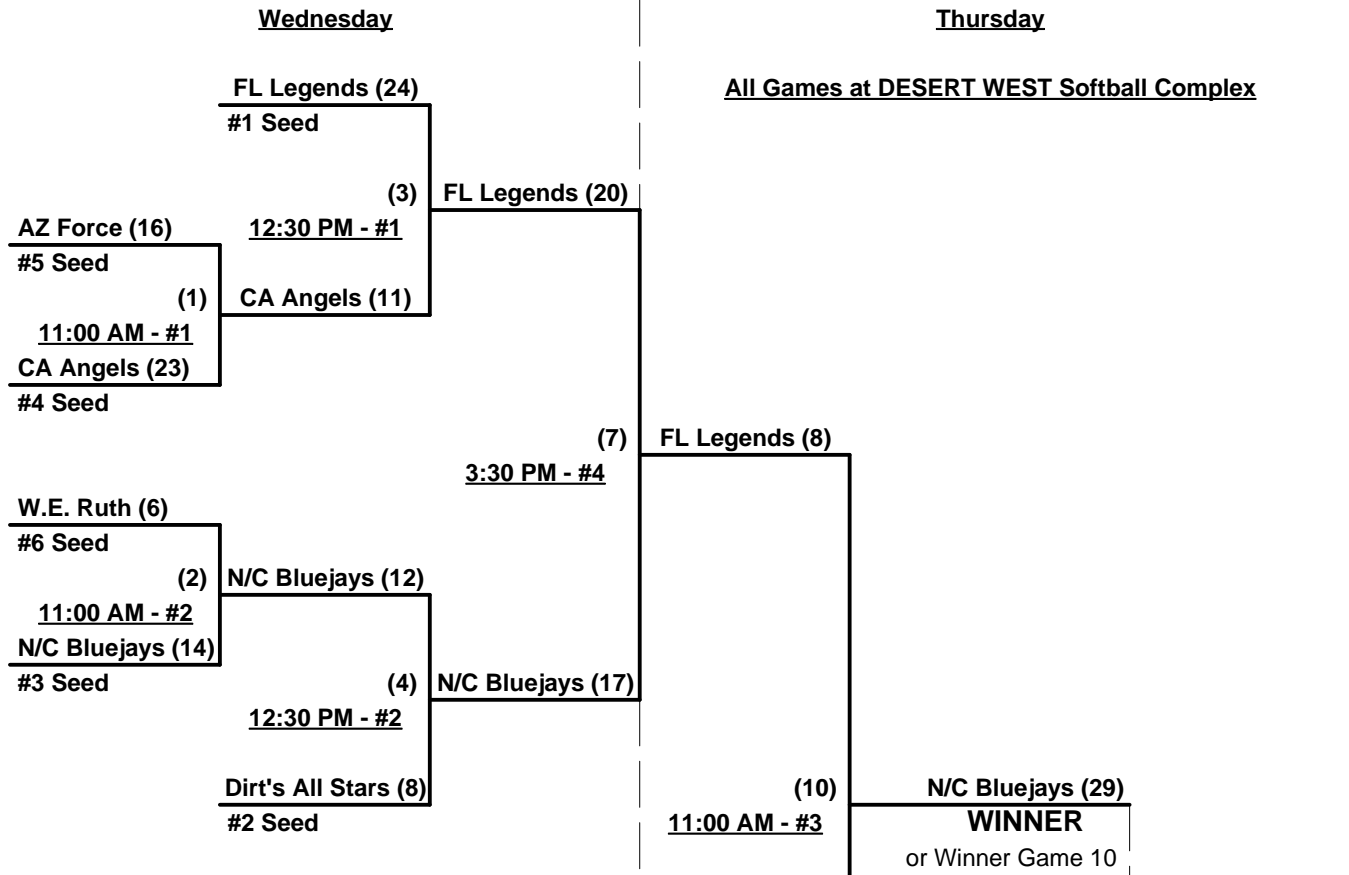 Wednesday
Thursday
FL Legends (24)
All Games at DESERT WEST Softball Complex
#1 Seed
(3)
FL Legends (20)
12:30 PM - #1
AZ Force (16)
#5 Seed
(1)
CA Angels (11)
11:00 AM - #1
CA Angels (23)
#4 Seed
(7)
FL Legends (8)
3:30 PM - #4
W.E. Ruth (6)
#6 Seed
(2)
N/C Bluejays (12)
11:00 AM - #2
N/C Bluejays (14)
#3 Seed
(4)
N/C Bluejays (17)
12:30 PM - #2
Dirt's All Stars (8)
#2 Seed
(10)
N/C Bluejays (29)
11:00 AM - #3
WINNER
or Winner Game 10